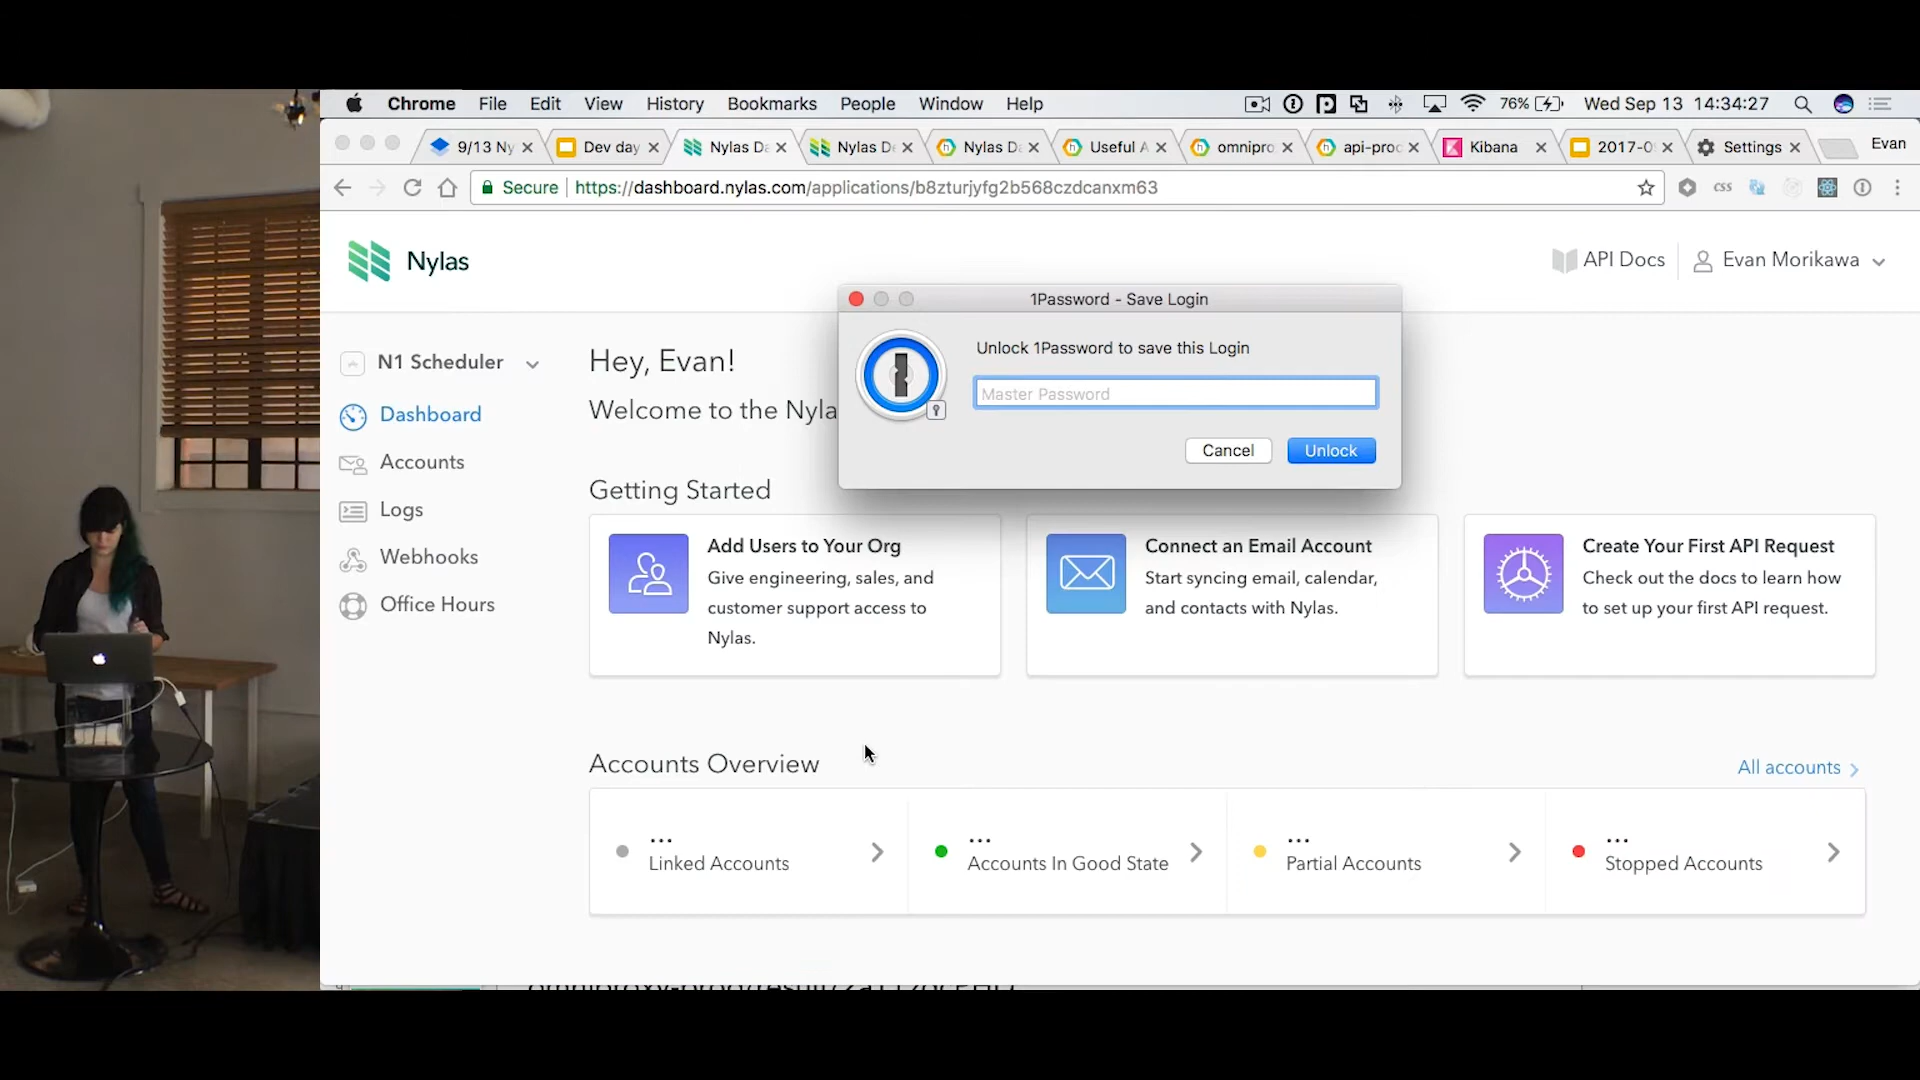 Chrome File Edit View History Bookmarks People Window Help 76% Wed Sep 13 14:34:27
9/13 Ny Dev day Nylas Da Nylas De Nylas Da Useful A omnipro api-proc Kibana 2017-0 Settings Evan
Secure https://dashboard.nylas.com/applications/b8zturjyfg2b568czdcanxm63 CSS
Nylas
API Docs Evan Morikawa
1Password - Save Login
Unlock 1Password to save this Login
Master Password
Cancel Unlock
N1 Scheduler
Dashboard
Accounts
Logs
Webhooks
Office Hours
Hey, Evan!
Welcome to the Nyla
Getting Started
Add Users to Your Org
Give engineering, sales, and
customer support access to
Nylas.
Connect an Email Account
Start syncing email, calendar,
and contacts with Nylas.
Create Your First API Request
Check out the docs to learn how
to set up your first API request.
Accounts Overview
All accounts
... ... ... ...
Linked Accounts Accounts In Good State Partial Accounts Stopped Accounts